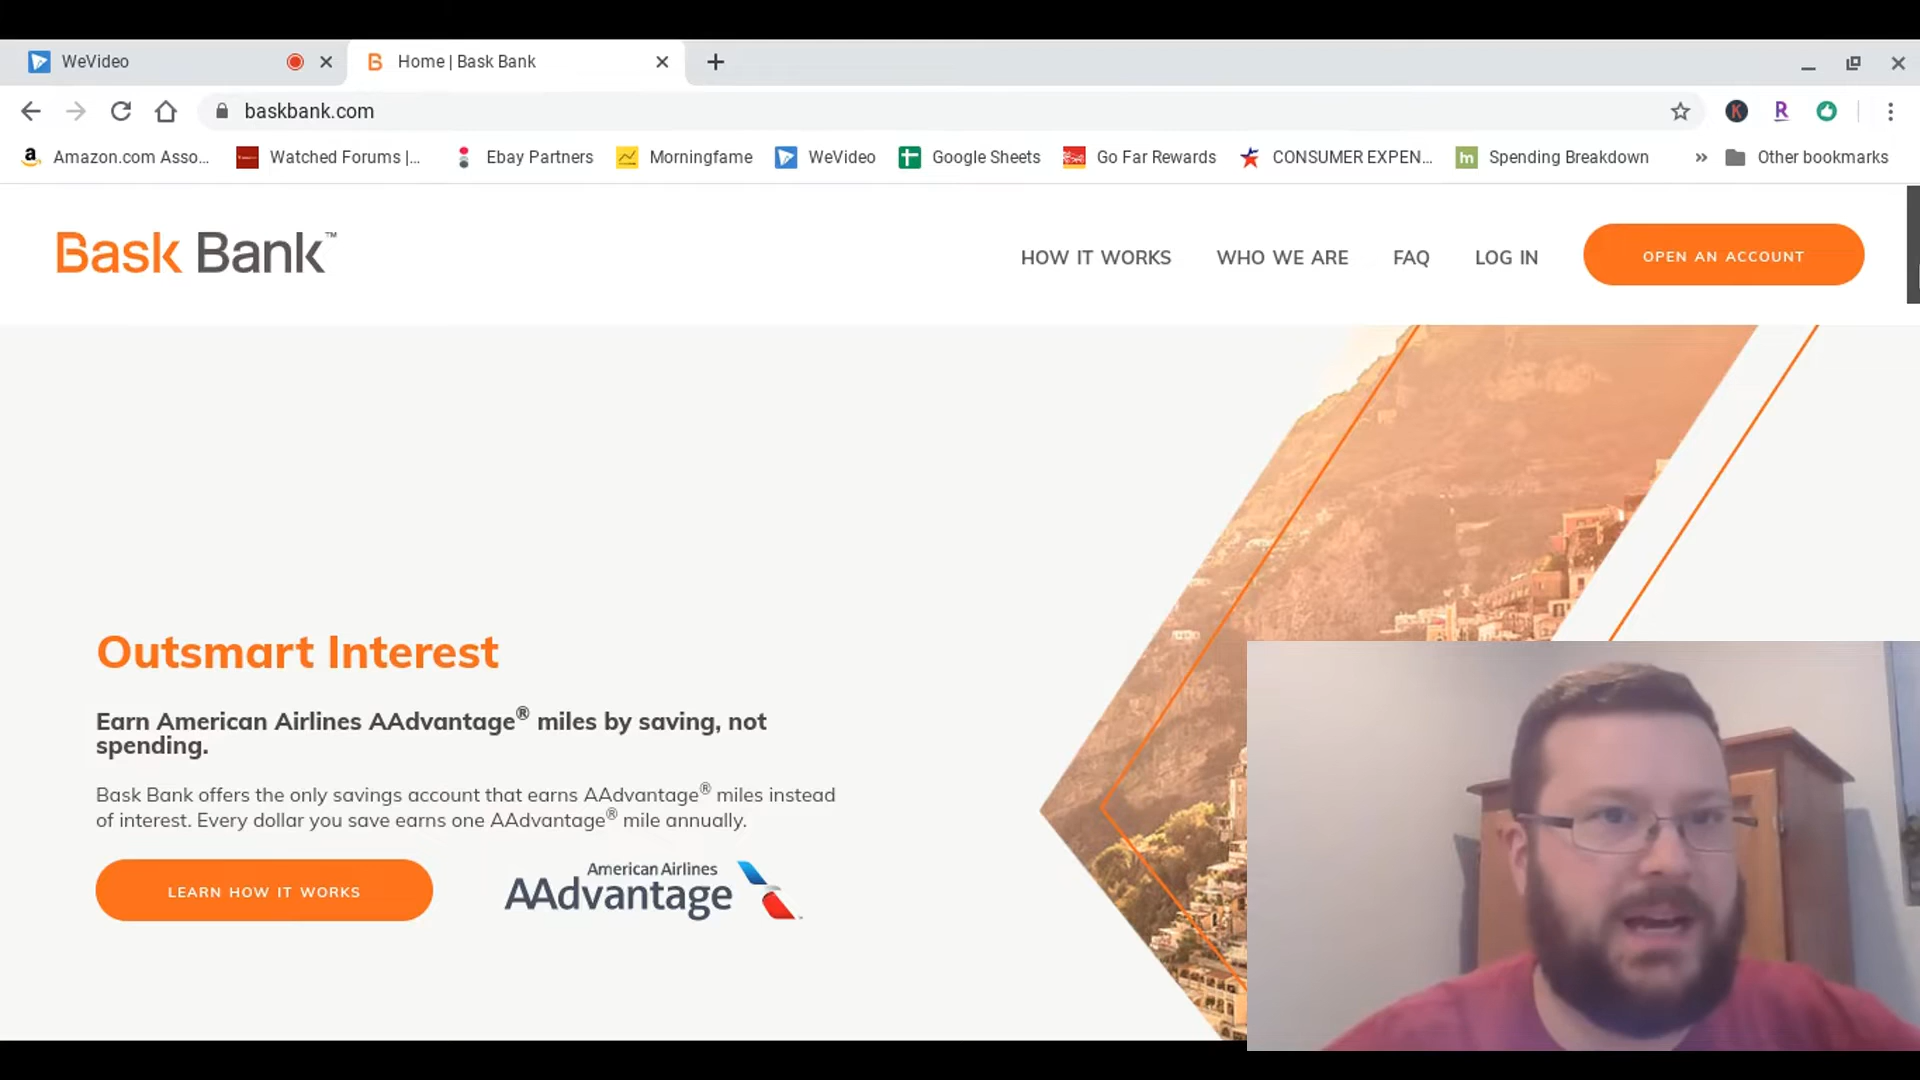 WeVideo
Home | Bask Bank
baskbank.com
K
R
Amazon.com Asso...
Watched Forums |...
Ebay Partners
Morningfame
WeVideo
Google Sheets
Go Far Rewards
CONSUMER EXPEN...
Spending Breakdown
Other bookmarks
Bask Bank™
HOW IT WORKS
WHO WE ARE
FAQ
LOG IN
OPEN AN ACCOUNT
Outsmart Interest
Earn American Airlines AAdvantage® miles by saving, not
spending.
Bask Bank offers the only savings account that earns AAdvantage® miles instead
of interest. Every dollar you save earns one AAdvantage® mile annually.
LEARN HOW IT WORKS
American Airlines
AAdvantage